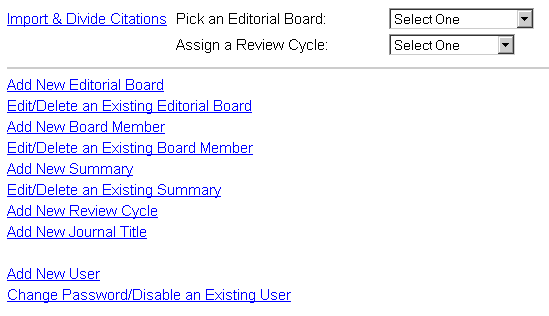 Import & Divide Citations Pick an Editorial Board: Select One
Assign a Review Cycle: Select One
Add New Editorial Board
Edit/Delete an Existing Editorial Board
Add New Board Member
Edit/Delete an Existing Board Member
Add New Summary
Edit/Delete an Existing Summary
Add New Review Cycle
Add New Journal Title
Add New User
Change Password/Disable an Existing User